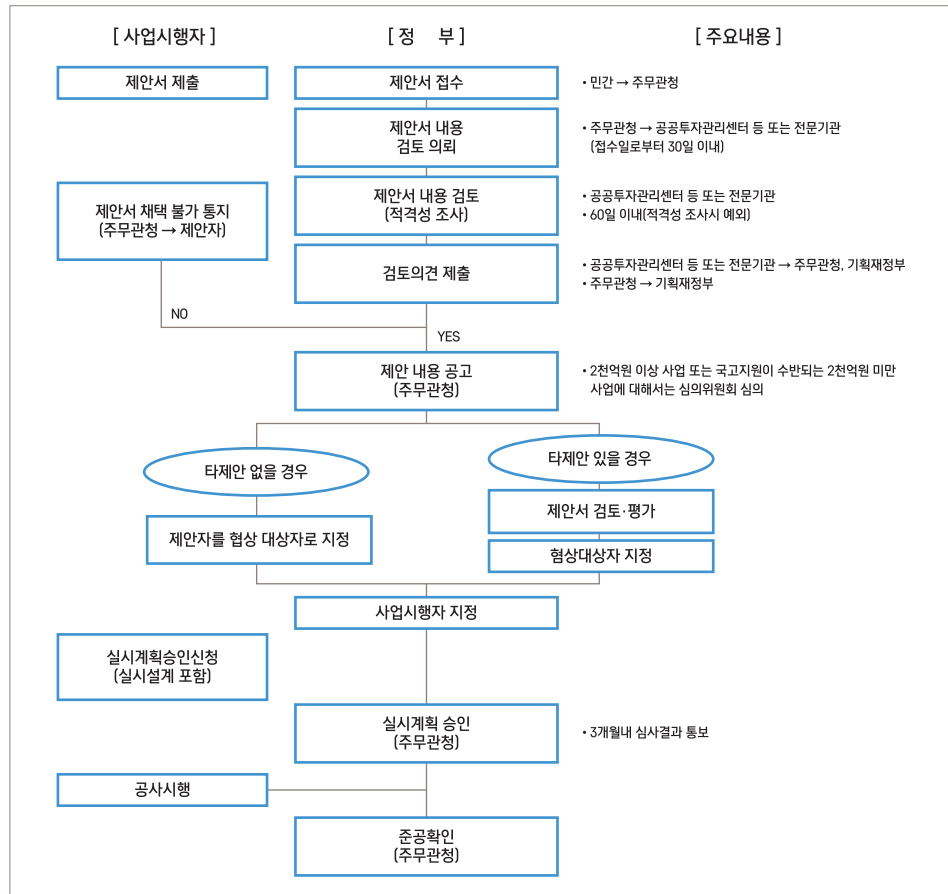 [ 사업시행자 ]
[ 정 부 ]
[ 주요내용 ]
제안서 제출
제안서 접수
• 민간 → 주무관청
제안서 내용
검토 의뢰
• 주무관청 → 공공투자관리센터 등 또는 전문기관
(접수일로부터 30일 이내)
제안서 채택 불가 통지
(주무관청 → 제안자)
제안서 내용 검토
(적격성 조사)
• 공공투자관리센터 등 또는 전문기관
• 60일 이내(적격성 조사시 예외)
검토의견 제출
• 공공투자관리센터 등 또는 전문기관 → 주무관청, 기획재정부
• 주무관청 → 기획재정부
NO
YES
제안 내용 공고
(주무관청)
• 2천억원 이상 사업 또는 국고지원이 수반되는 2천억원 미만
사업에 대해서는 심의위원회 심의
타제안 없을 경우
타제안 있을 경우
제안자를 협상 대상자로 지정
제안서 검토·평가
혐상대상자 지정
사업시행자 지정
실시계획승인신청
(실시설계 포함)
실시계획 승인
(주무관청)
• 3개월내 심사결과 통보
공사시행
준공확인
(주무관청)